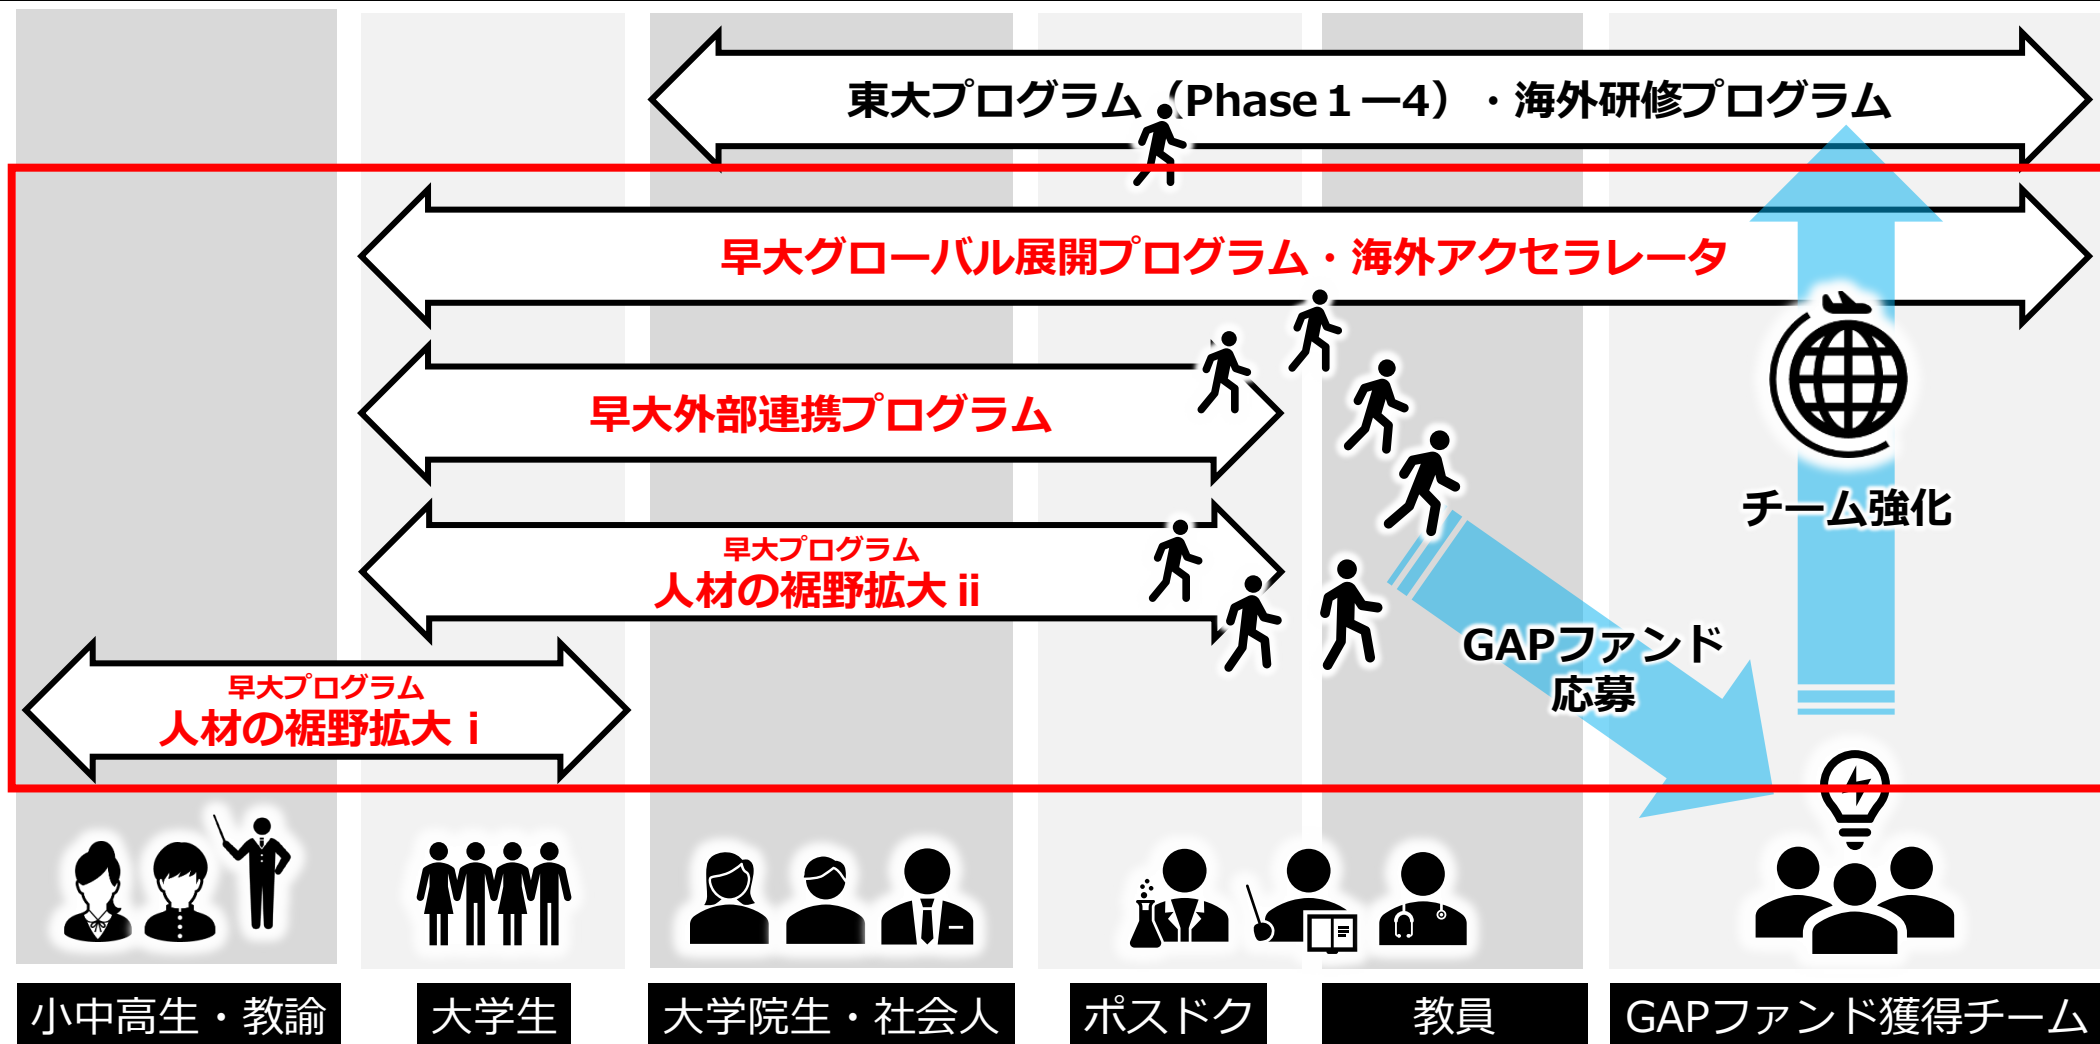 東大プログラム（Phase１ー4）・海外研修プログラム
早大グローバル展開プログラム・海外アクセラレータ
早大外部連携プログラム
チーム強化
早大プログラム
人材の裾野拡大 ii
GAPファンド
応募
早大プログラム
人材の裾野拡大 i
小中高生・教諭
大学生
大学院生・社会人
ポスドク
教員
GAPファンド獲得チーム